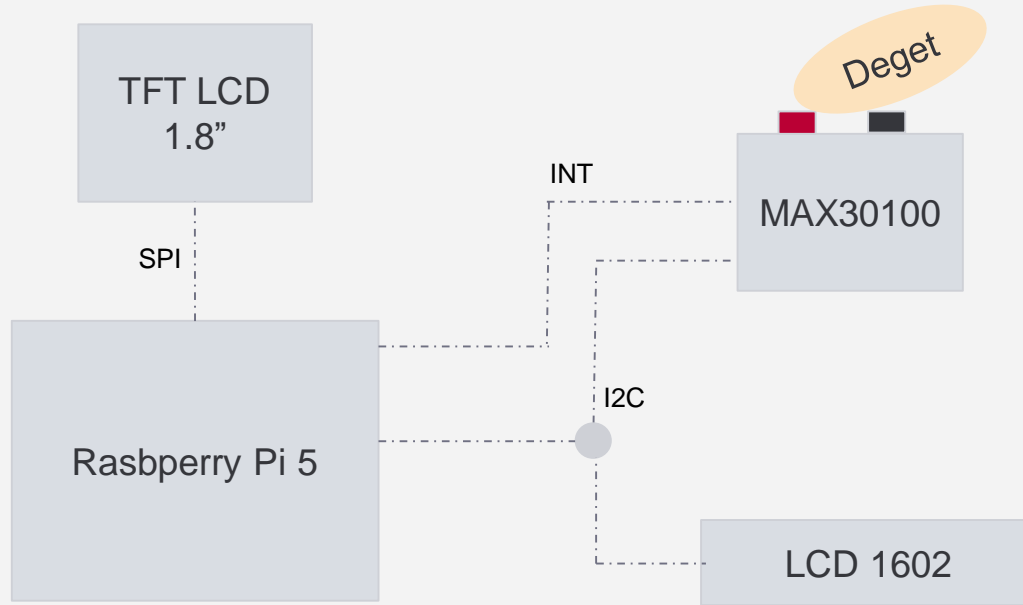 TFT LCD
1.8”
Deget
INT
MAX30100
SPI
I2C
Rasbperry Pi 5
LCD 1602